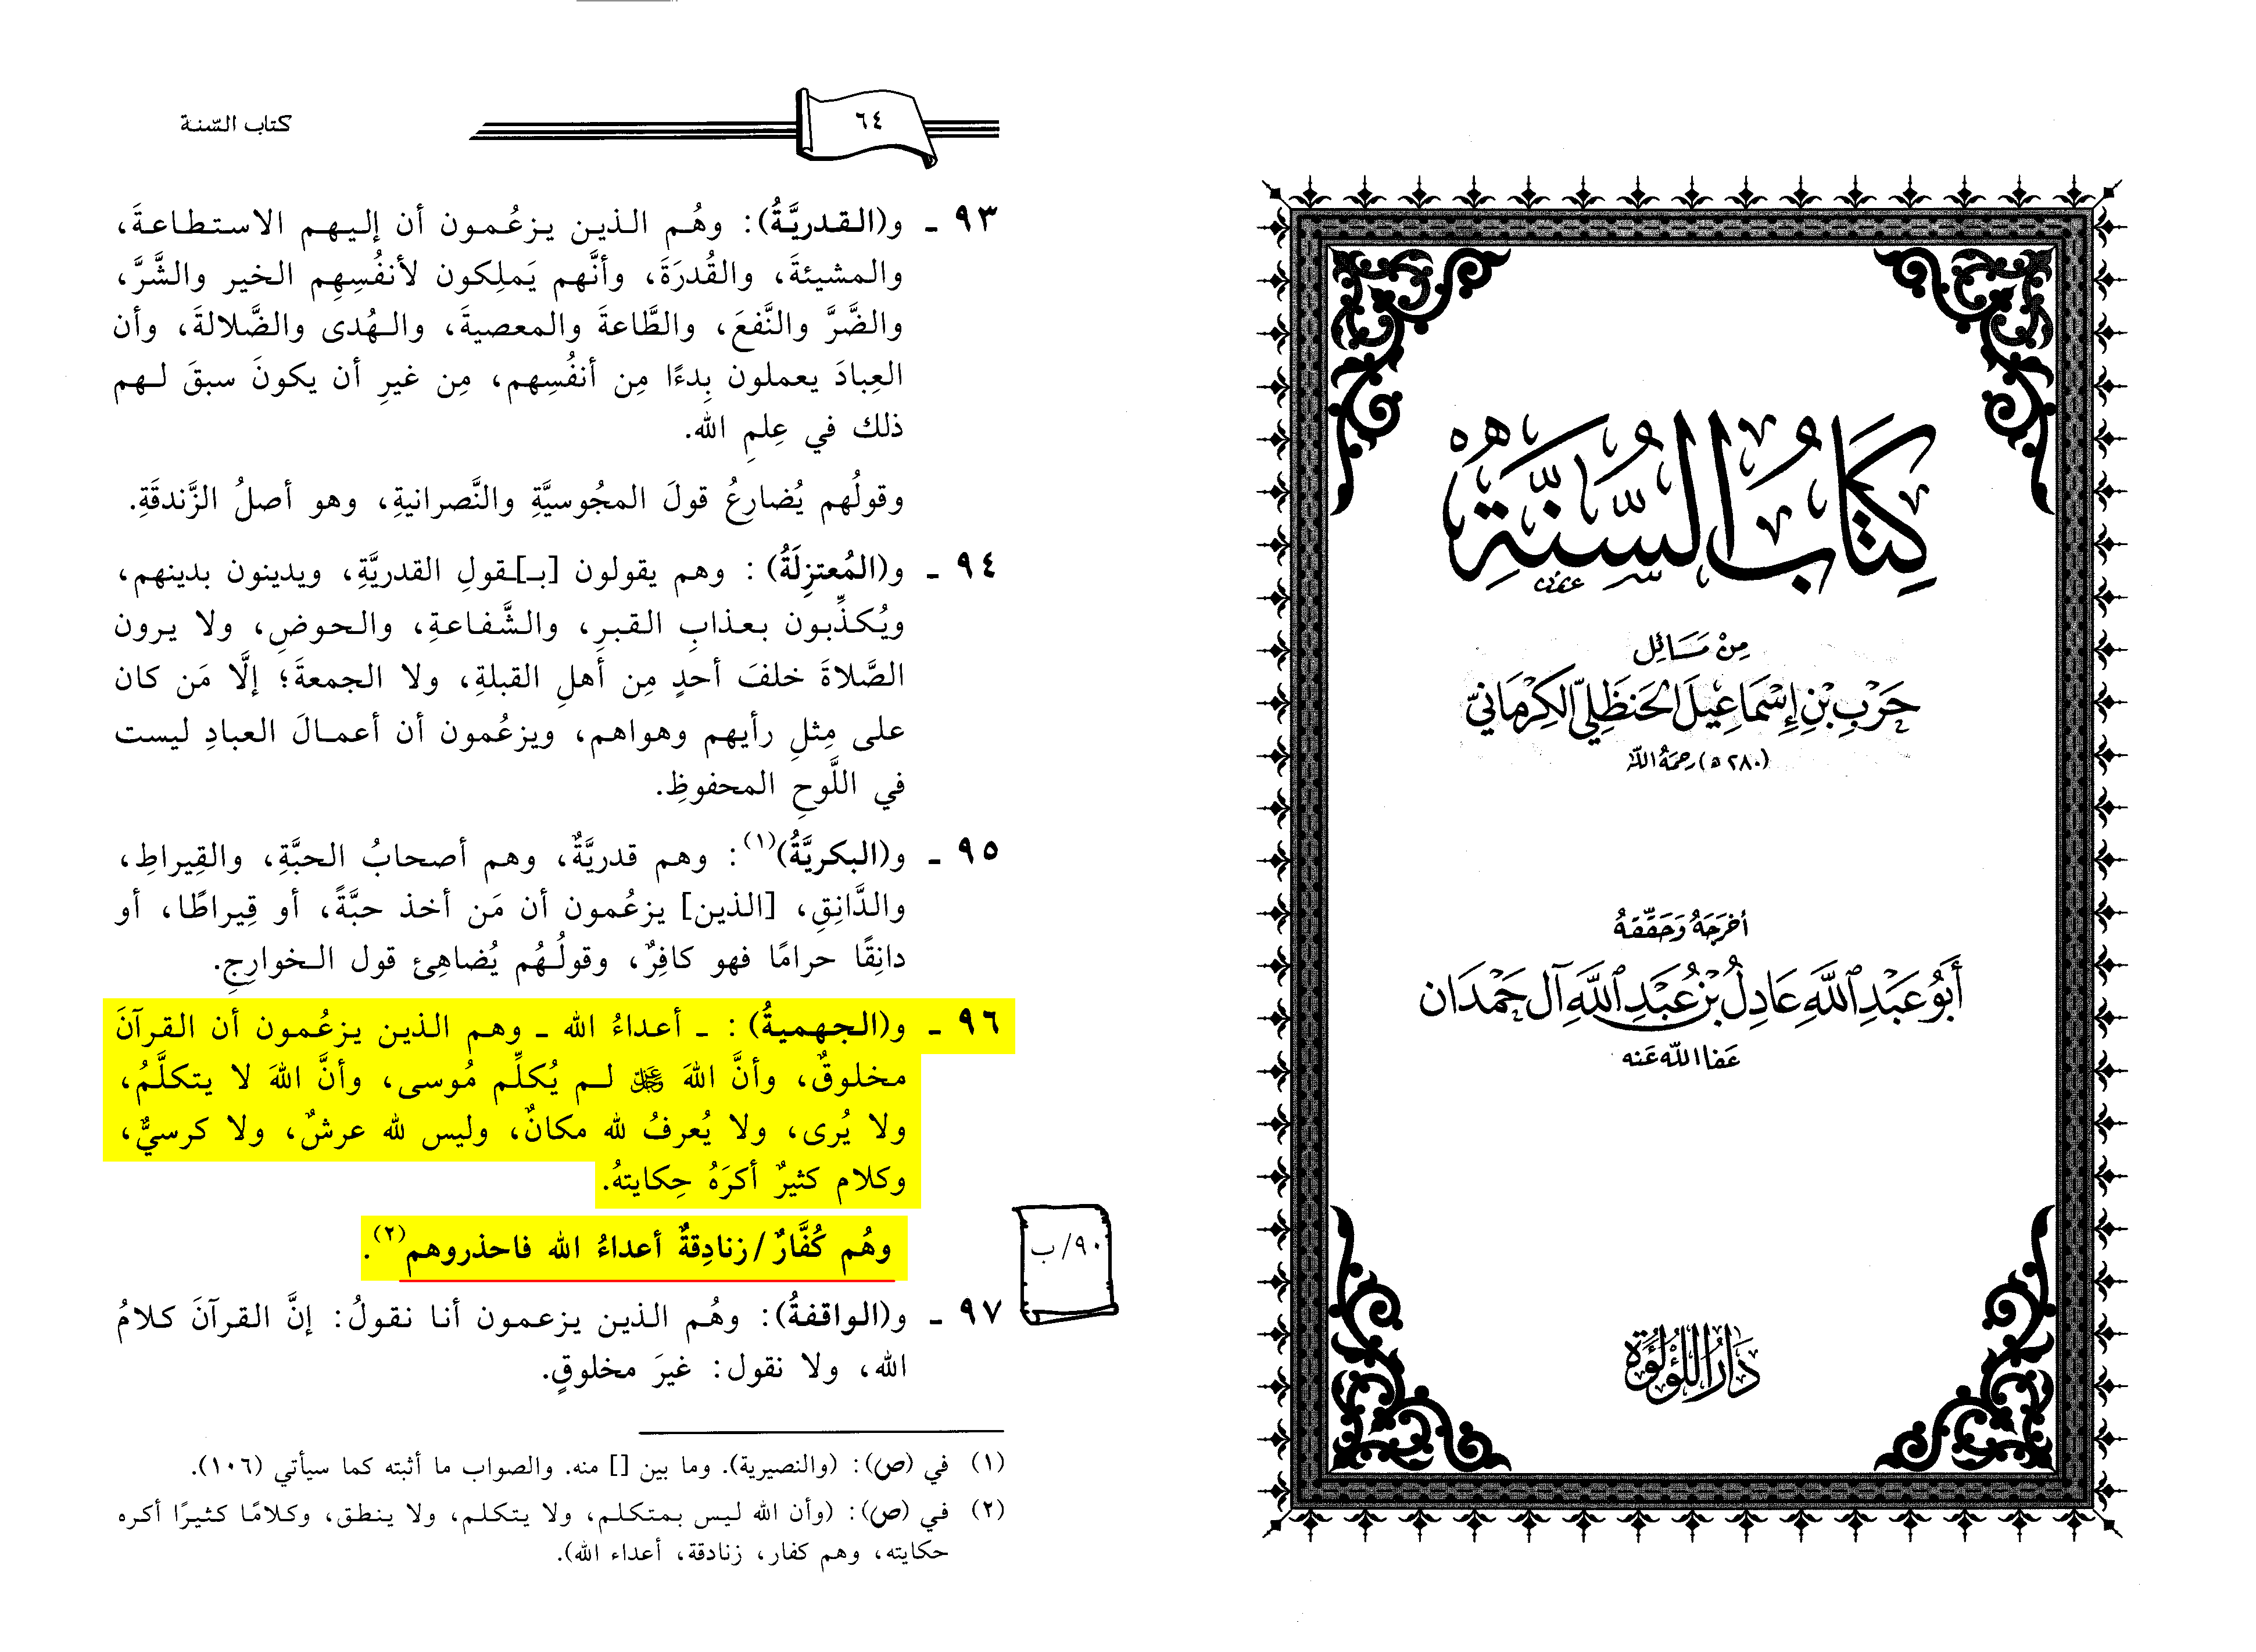 كِتَابُ السُّنَّةِ
مِنْ مَسَائِل
حَرْبِ بْنِ إِسْمَاعِيلَ الحَنظَلِيِّ الكِرْمَانِيِّ
(٢٨٠ ه) رحمَهُ اللهُ
أخرَجَهُ وَحَقَّقَهُ
أَبُو عَبْدِ اللَّهِ عَادِلُ بْنُ عَبْدِ اللَّهِ آل حَمْدَان
عَفا اللّه عَنه
دَارُ اللُّؤْلُؤَة
٦٤
كتاب السّنة
٩٣ ـ و(القدريَّةُ): وهُم الذين يزعُمون أن إليهم الاستطاعةَ،
والمشيئةَ، والقُدرَةَ، وأنَّهم يَملِكون لأنفُسِهِم الخير والشَّرَّ،
والضَّرَّ والنَّفعَ، والطَّاعةَ والمعصيةَ، والهُدى والضَّلالةَ، وأن
العِبادَ يعملون بِدءًا مِن أنفُسِهم، مِن غيرِ أن يكونَ سبقَ لهم
ذلك في عِلمِ الله.
وقولُهم يُضارِعُ قولَ المجُوسيَّةِ والنَّصرانيةِ، وهو أصلُ الزَّندقَةِ.
٩٤ ـ و(المُعتزِلَةُ): وهم يقولون [بـ]ـقولِ القدريَّةِ، ويدينون بدينهم،
ويُكذِّبون بعذابِ القبرِ، والشَّفاعةِ، والحوضِ، ولا يرون
الصَّلاةَ خلفَ أحدٍ مِن أهلِ القبلةِ، ولا الجمعةَ؛ إلَّا مَن كان
على مِثلِ رأيهم وهواهم، ويزعُمون أن أعمالَ العبادِ ليست
في اللَّوحِ المحفوظِ.
٩٥ ـ و(البكريَّةُ)(١): وهم قدريَّةٌ، وهم أصحابُ الحبَّةِ، والقِيراطِ،
والدَّانِقِ، [الذين] يزعُمون أن مَن أخذ حبَّةً، أو قِيراطًا، أو
دانِقًا حرامًا فهو كافِرٌ، وقولُهُم يُضاهِئ قول الخوارِجِ.
٩٦ ـ و(الجهميةُ): ـ أعداءُ الله ـ وهم الذين يزعُمون أن القرآنَ
مخلوقٌ، وأنَّ اللهَ ﷿ لم يُكلِّم مُوسى، وأنَّ اللهَ لا يتكلَّمُ،
ولا يُرى، ولا يُعرفُ لله مكانٌ، وليس لله عرشٌ، ولا كرسيٌّ،
وكلام كثيرٌ أكرَهُ حِكايتهُ.
وهُم كُفَّارٌ / زنادِقةٌ أعداءُ الله فاحذروهم(٢).
٩٠/ب
٩٧ ـ و(الواقفةُ): وهُم الذين يزعمون أنا نقولُ: إنَّ القرآنَ كلامُ
الله، ولا نقول: غيرَ مخلوقٍ.
(١) في (ص): (والنصيرية). وما بين [] منه. والصواب ما أثبته كما سيأتي (١٠٦).
(٢) في (ص): (وأن الله ليس بمتكلم، ولا يتكلم، ولا ينطق، وكلامًا كثيرًا أكره
حكايته، وهم كفار، زنادقة، أعداء الله).